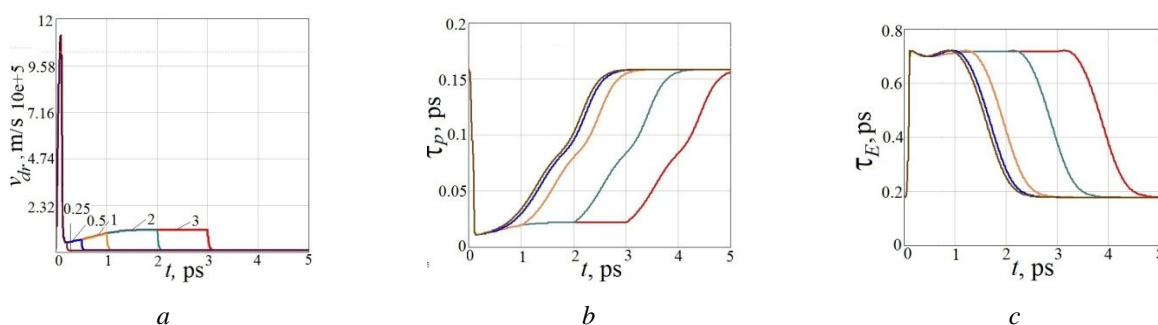 12
9.58
7.16
4.74
2.32
v_dr, m/s 10e+5
0.25
0.5
1
2
3
0 1 2 3 4 5
t, ps
a
0.2
0.15
0.1
0.05
0
τ_P, ps
0 1 2 3 4 5
t, ps
b
0.8
0.6
0.4
0.2
0
τ_E, ps
0 1 2 3 4 5
t, ps
c